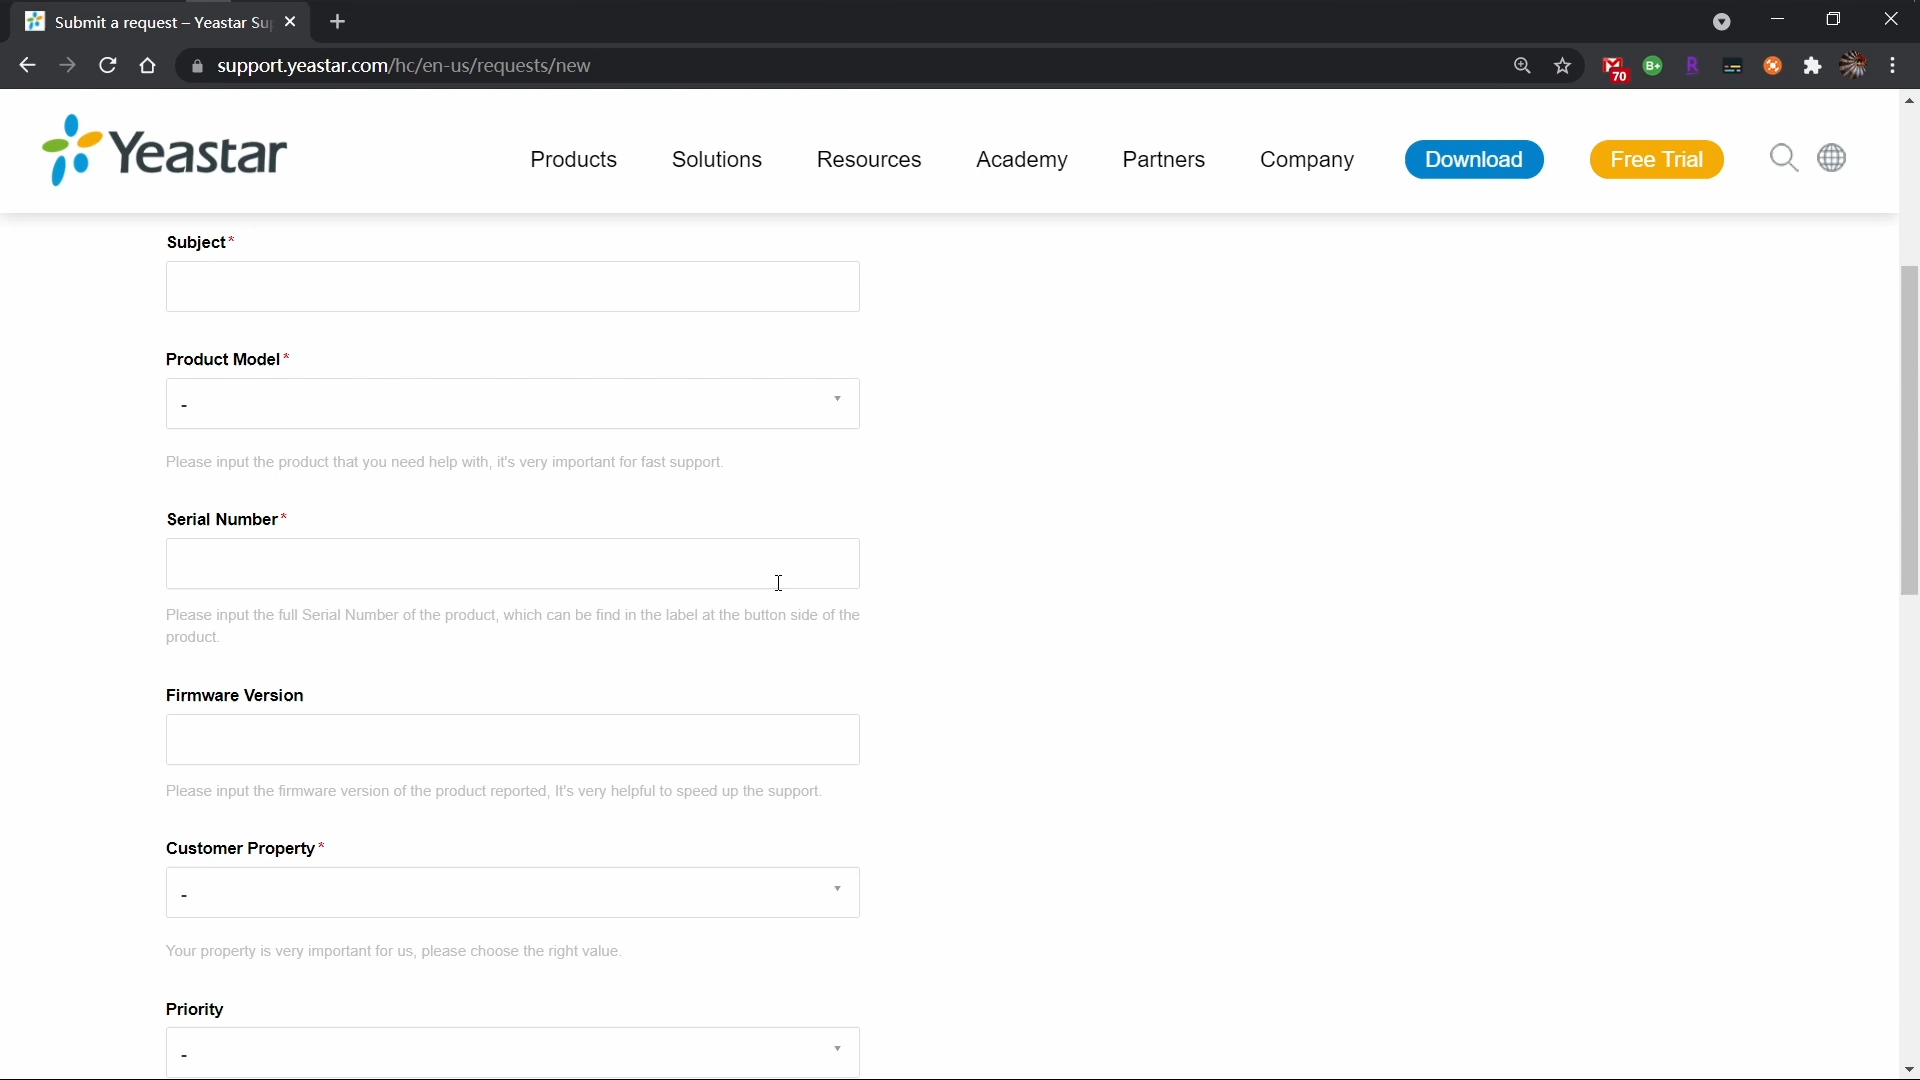 Submit a request – Yeastar Su
support.yeastar.com/hc/en-us/requests/new
70
B+
R
Yeastar
Products
Solutions
Resources
Academy
Partners
Company
Download
Free Trial
Subject*
Product Model*
-
Please input the product that you need help with, it's very important for fast support.
Serial Number*
Please input the full Serial Number of the product, which can be find in the label at the button side of the
product.
Firmware Version
Please input the firmware version of the product reported, It's very helpful to speed up the support.
Customer Property*
-
Your property is very important for us, please choose the right value.
Priority
-